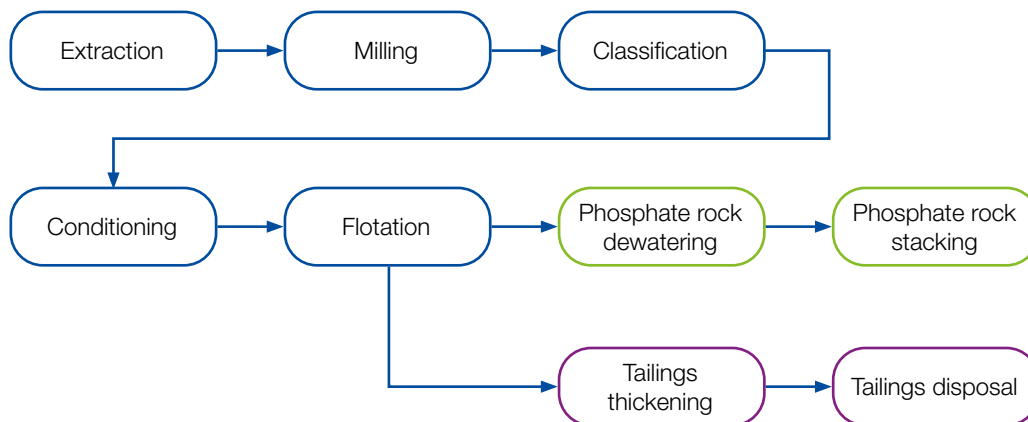 Extraction
Milling
Classification
Conditioning
Flotation
Phosphate rock
dewatering
Phosphate rock
stacking
Tailings
thickening
Tailings disposal